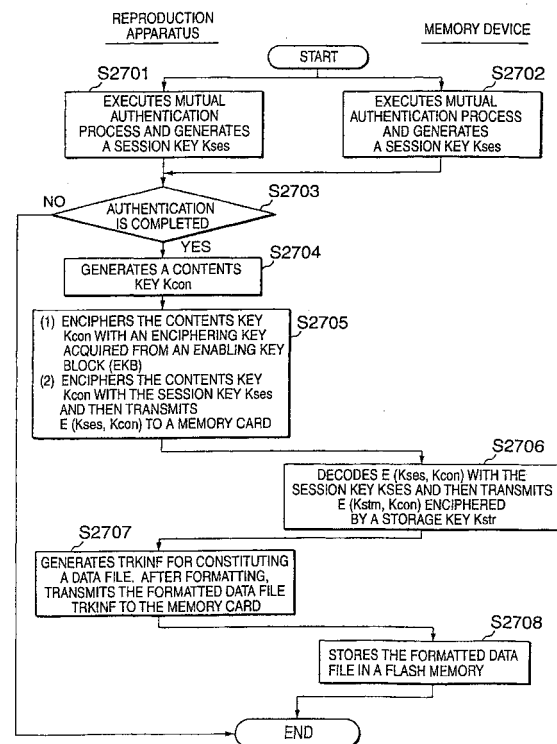 REPRODUCTION
APPARATUS
MEMORY DEVICE
START
S2701
S2702
EXECUTES MUTUAL
AUTHENTICATION
PROCESS AND GENERATES
A SESSION KEY Kses
EXECUTES MUTUAL
AUTHENTICATION PROCESS
AND GENERATES
A SESSION KEY Kses
S2703
NO
AUTHENTICATION
IS COMPLETED
YES
S2704
GENERATES A CONTENTS
KEY Kcon
S2705
(1) ENCIPHERS THE CONTENTS KEY
Kcon WITH AN ENCIPHERING KEY
ACQUIRED FROM AN ENABLING KEY
BLOCK (EKB)
(2) ENCIPHERS THE CONTENTS KEY
Kcon WITH THE SESSION KEY Kses
AND THEN TRANSMITS
E (Kses, Kcon) TO A MEMORY CARD
S2706
DECODES E (Kses, Kcon) WITH THE
SESSION KEY KSES AND THEN TRANSMITS
E (Kstm, Kcon) ENCIPHERED
BY A STORAGE KEY Kstr
S2707
GENERATES TRKINF FOR CONSTITUTING
A DATA FILE. AFTER FORMATTING,
TRANSMITS THE FORMATTED DATA FILE
TRKINF TO THE MEMORY CARD
S2708
STORES THE FORMATTED DATA
FILE IN A FLASH MEMORY
END